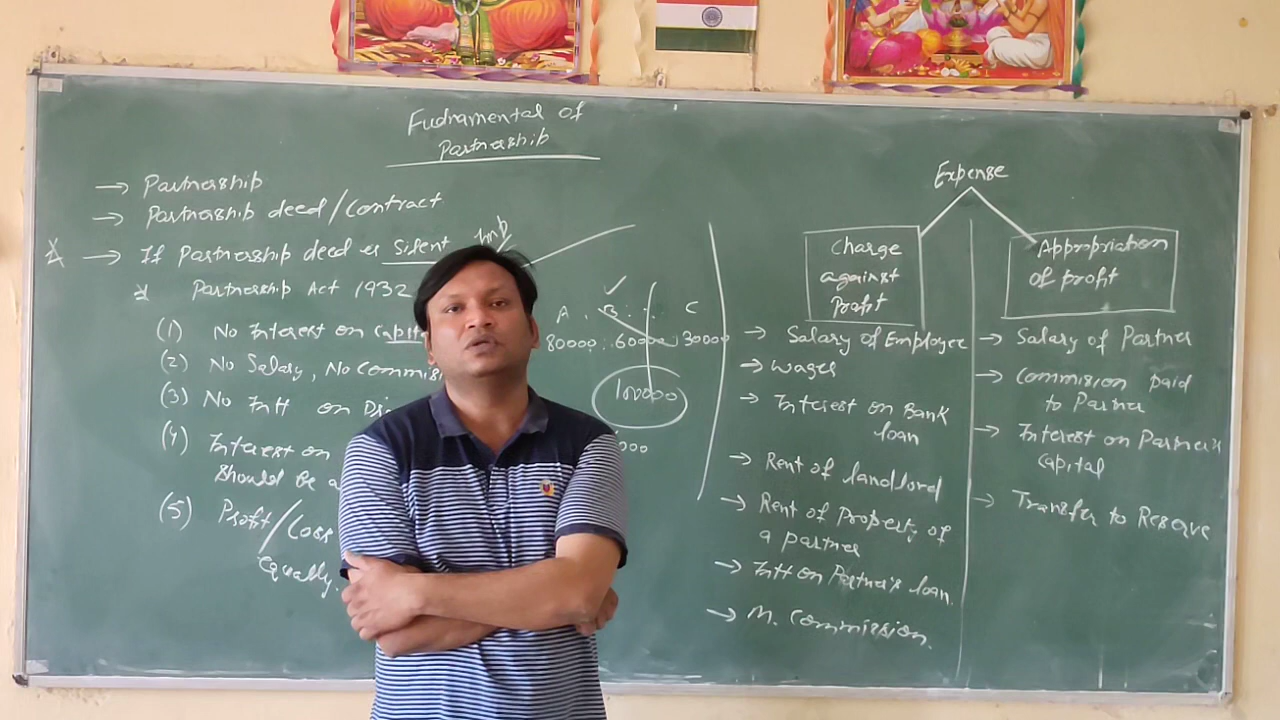 Fudramental of
Partnership
→ Partnership
→ Partnership deed/Contract
→ If Partnership deed is Silent Imp
Partnership Act 1932
(1) No Interest on Capit
(2) No Salary, No Commis
(3) No Intt on
(4) Interest on
Should be a
(5) Profit/Loss
Equally.
A B C
80000 60000 30000
100000
000
Expense
Charge
against
Profit
→ Salary of Employee
→ wages
→ Interest on Bank
loan
→ Rent of landlord
→ Rent of Property of
a partner
→ Intt on Partner's loan.
→ M. Commission.
Appropriation
of profit
→ Salary of Partner
→ Commision paid
to Partner
→ Interest on Partner's
Capital
→ Transfer to Reserve